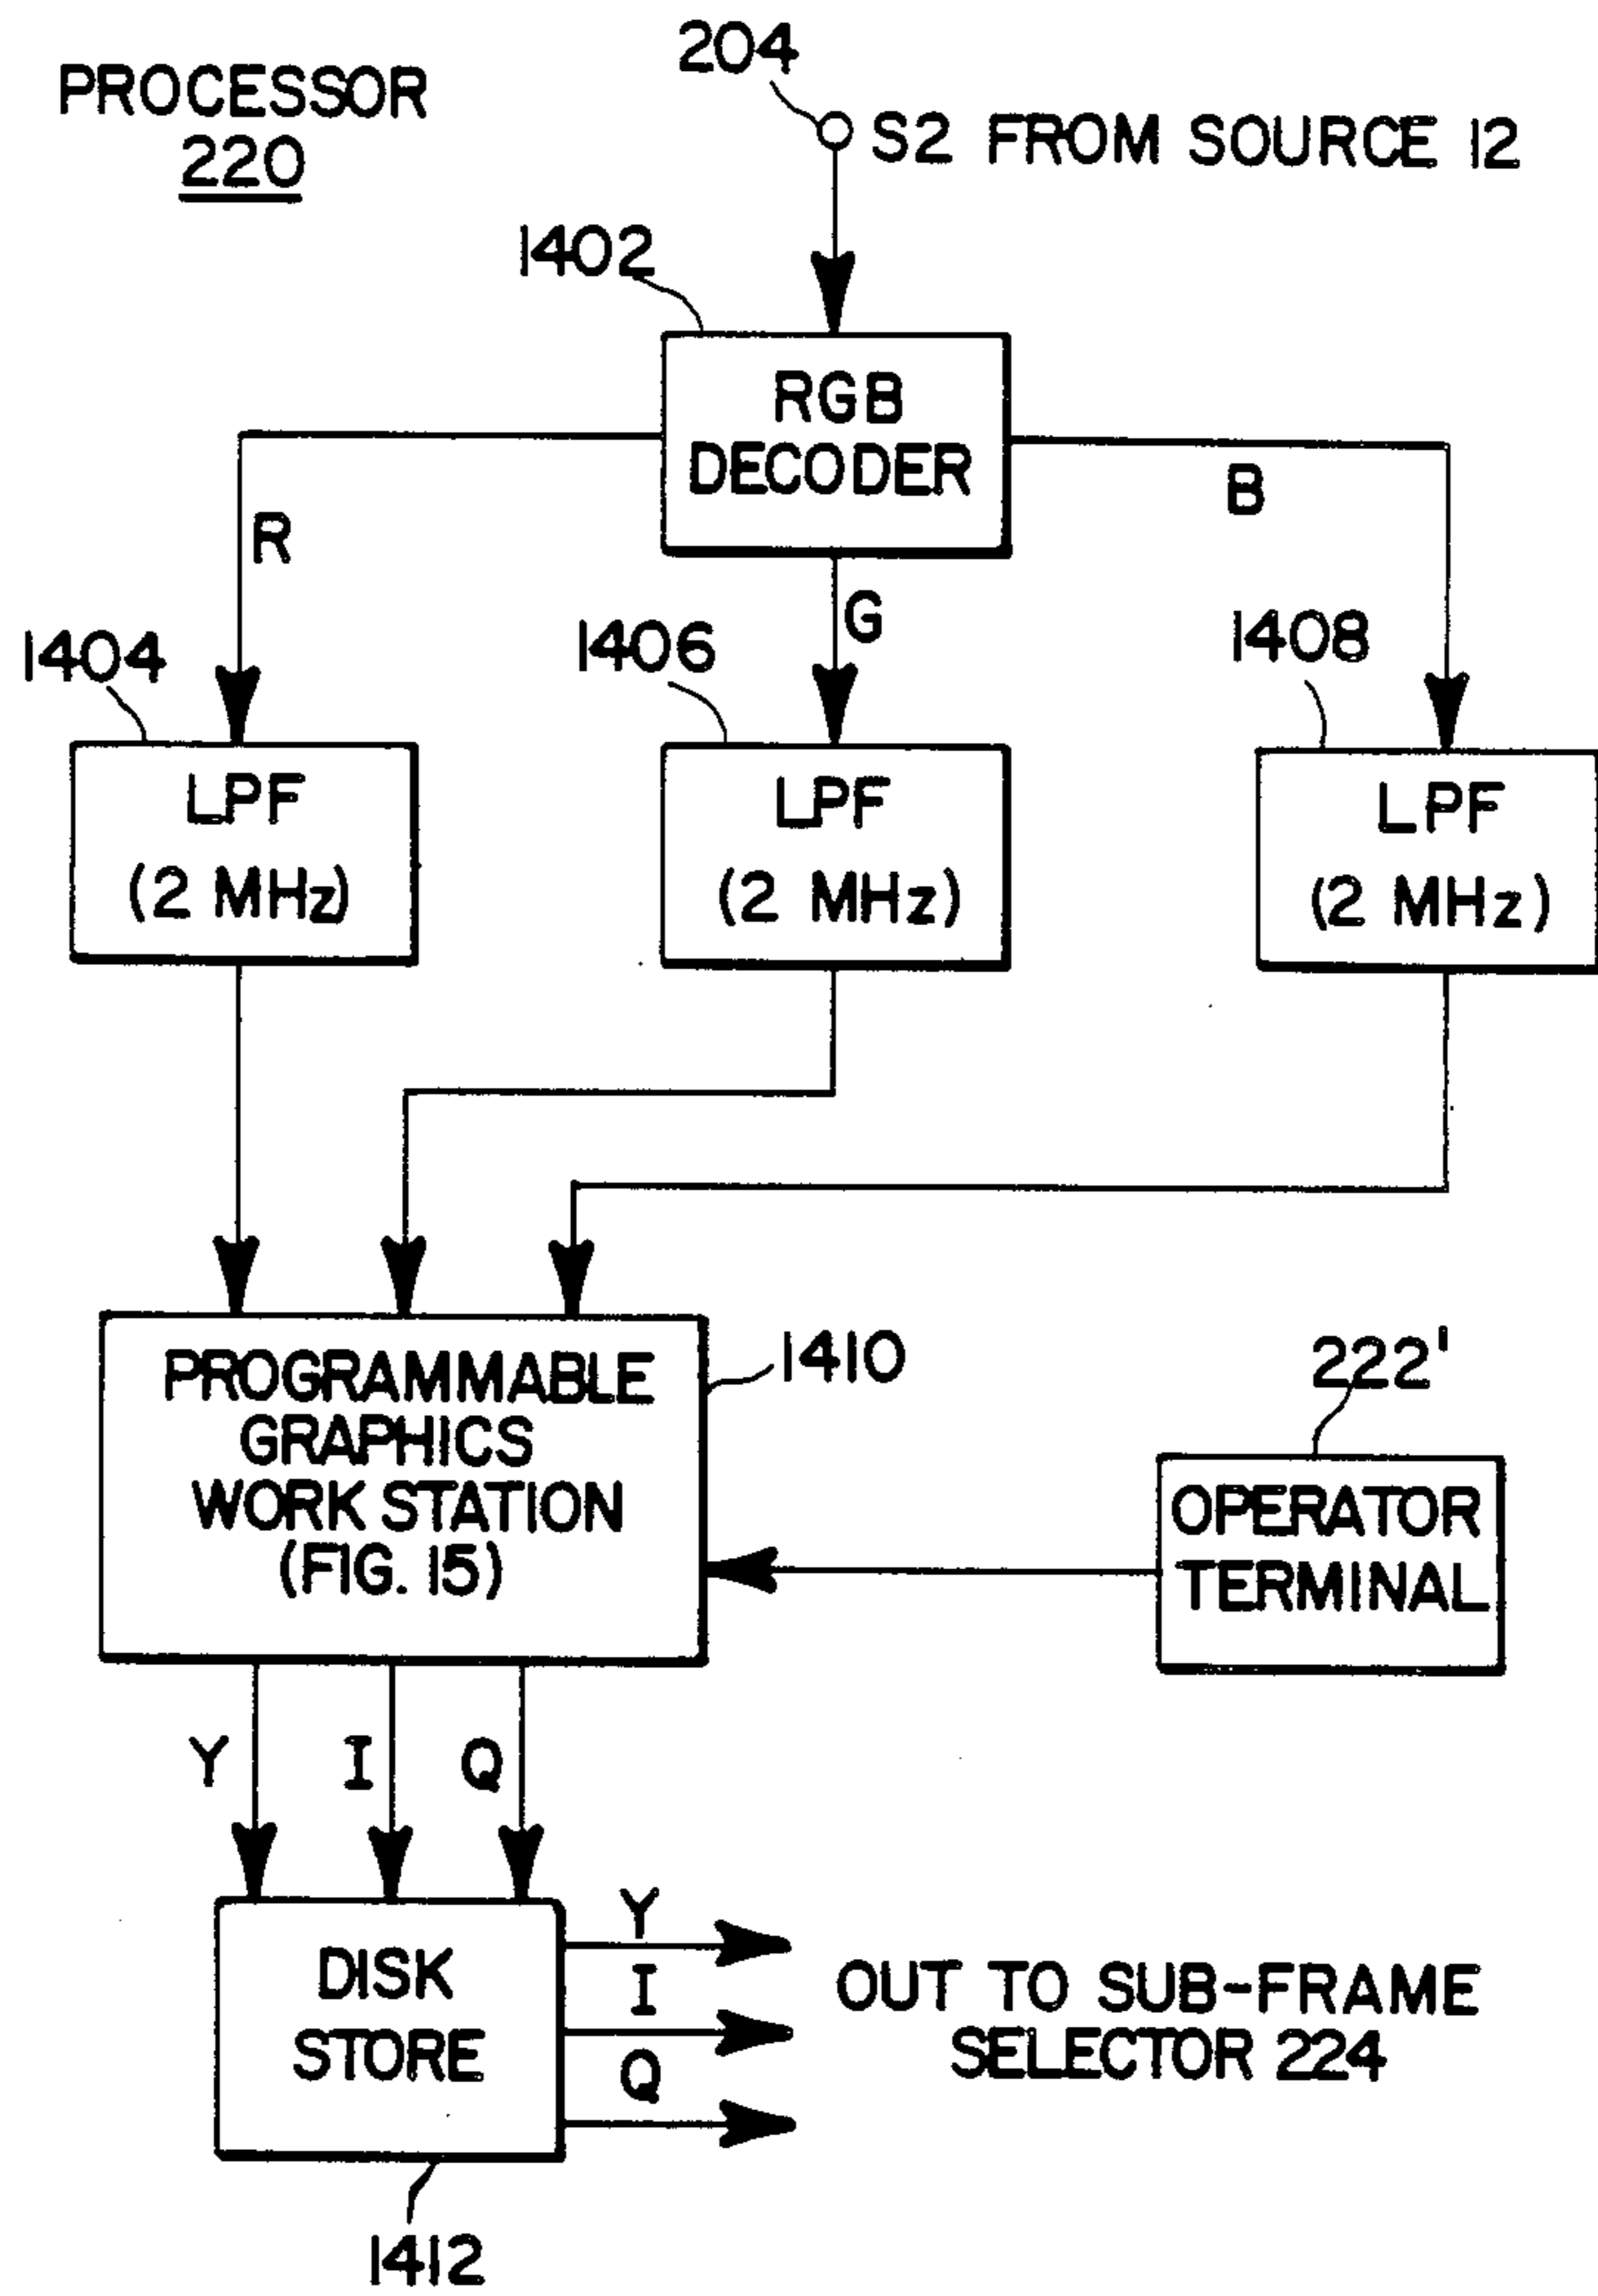 204
PROCESSOR
220
S2 FROM SOURCE 12
1402
RGB
DECODER
R
G
B
1404
1406
1408
LPF
(2 MHz)
LPF
(2 MHz)
LPF
(2 MHz)
PROGRAMMABLE
GRAPHICS
WORK STATION
(FIG. 15)
1410
222'
OPERATOR
TERMINAL
Y
I
Q
DISK
STORE
Y
I
Q
OUT TO SUB-FRAME
SELECTOR 224
1412